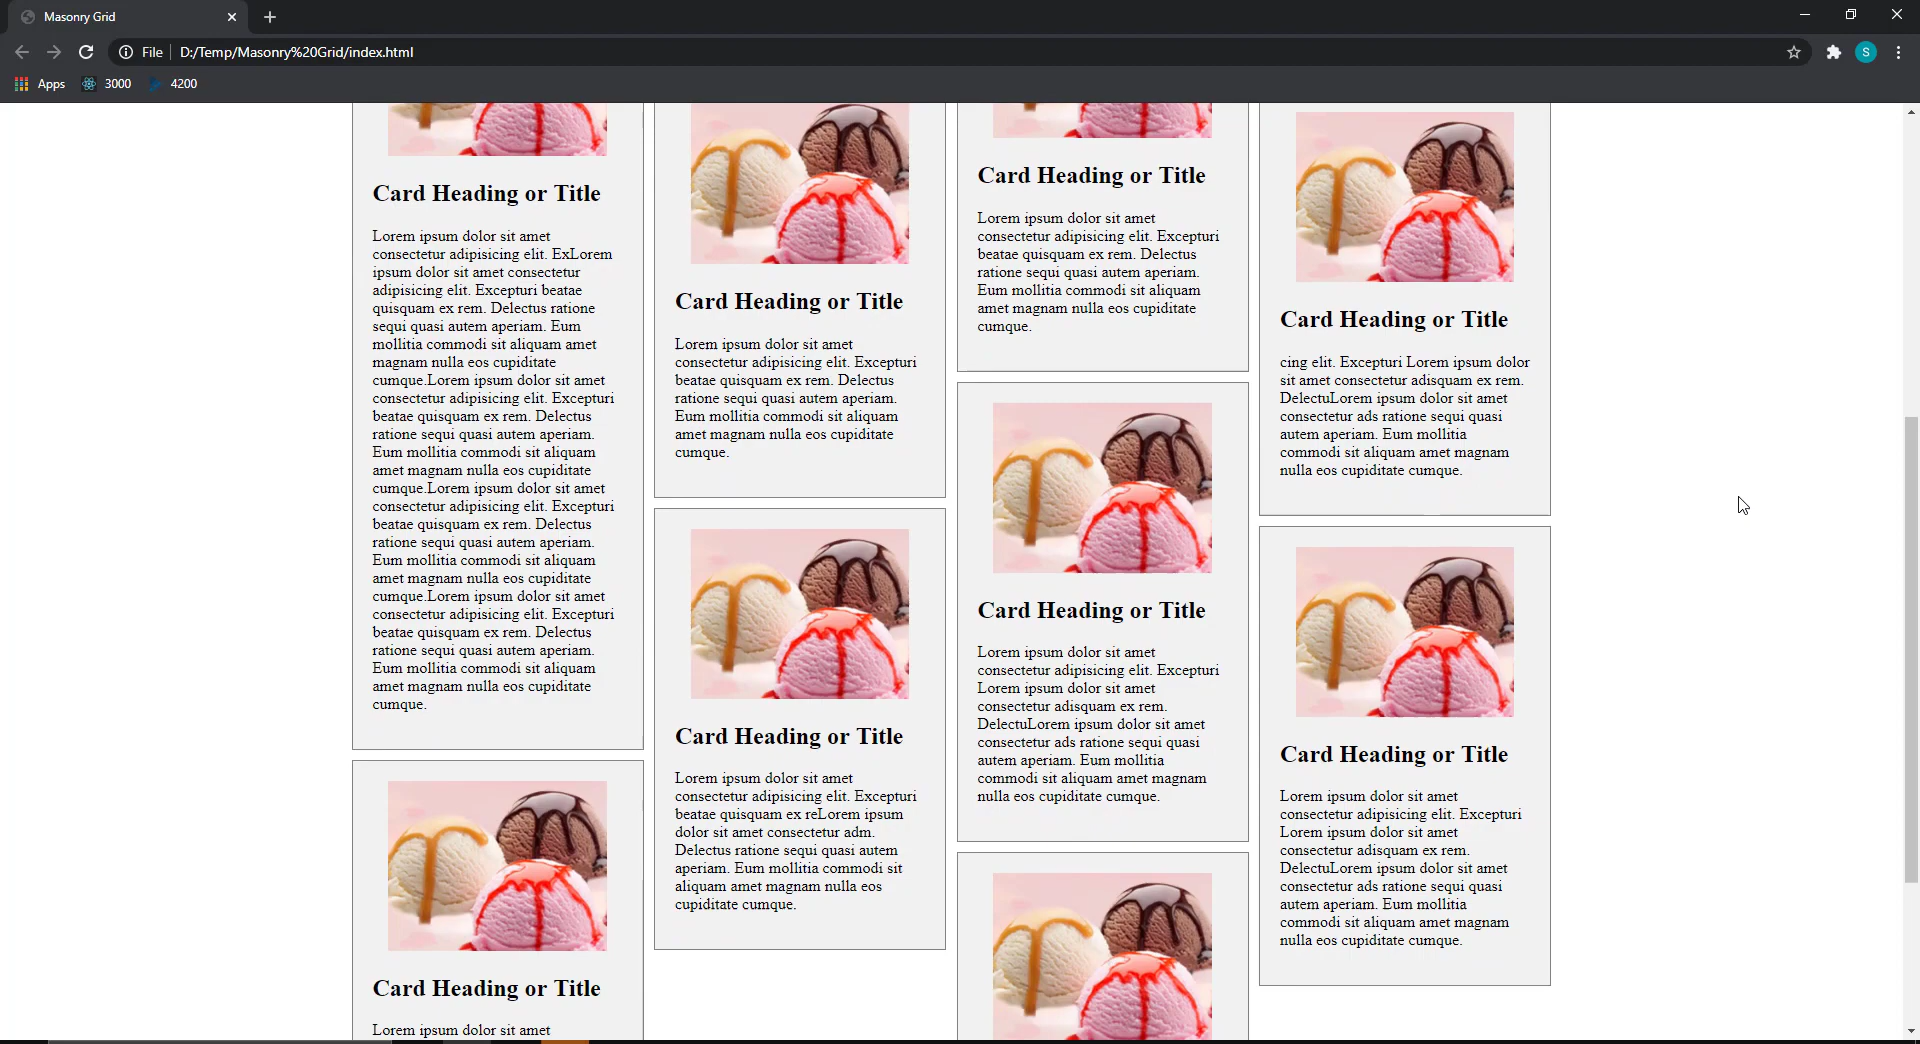 Masonry Grid
File
D:/Temp/Masonry%20Grid/index.html
S
Apps
3000
4200
Card Heading or Title
Lorem ipsum dolor sit amet
consectetur adipisicing elit. ExLorem
ipsum dolor sit amet consectetur
adipisicing elit. Excepturi beatae
quisquam ex rem. Delectus ratione
sequi quasi autem aperiam. Eum
mollitia commodi sit aliquam amet
magnam nulla eos cupiditate
cumque.Lorem ipsum dolor sit amet
consectetur adipisicing elit. Excepturi
beatae quisquam ex rem. Delectus
ratione sequi quasi autem aperiam.
Eum mollitia commodi sit aliquam
amet magnam nulla eos cupiditate
cumque.Lorem ipsum dolor sit amet
consectetur adipisicing elit. Excepturi
beatae quisquam ex rem. Delectus
ratione sequi quasi autem aperiam.
Eum mollitia commodi sit aliquam
amet magnam nulla eos cupiditate
cumque.Lorem ipsum dolor sit amet
consectetur adipisicing elit. Excepturi
beatae quisquam ex rem. Delectus
ratione sequi quasi autem aperiam.
Eum mollitia commodi sit aliquam
amet magnam nulla eos cupiditate
cumque.
Card Heading or Title
Lorem ipsum dolor sit amet
Card Heading or Title
Lorem ipsum dolor sit amet
consectetur adipisicing elit. Excepturi
beatae quisquam ex rem. Delectus
ratione sequi quasi autem aperiam.
Eum mollitia commodi sit aliquam
amet magnam nulla eos cupiditate
cumque.
Card Heading or Title
Lorem ipsum dolor sit amet
consectetur adipisicing elit. Excepturi
beatae quisquam ex reLorem ipsum
dolor sit amet consectetur adm.
Delectus ratione sequi quasi autem
aperiam. Eum mollitia commodi sit
aliquam amet magnam nulla eos
cupiditate cumque.
Card Heading or Title
Lorem ipsum dolor sit amet
consectetur adipisicing elit. Excepturi
beatae quisquam ex rem. Delectus
ratione sequi quasi autem aperiam.
Eum mollitia commodi sit aliquam
amet magnam nulla eos cupiditate
cumque.
Card Heading or Title
Lorem ipsum dolor sit amet
consectetur adipisicing elit. Excepturi
Lorem ipsum dolor sit amet
consectetur adisquam ex rem.
DelectuLorem ipsum dolor sit amet
consectetur ads ratione sequi quasi
autem aperiam. Eum mollitia
commodi sit aliquam amet magnam
nulla eos cupiditate cumque.
Card Heading or Title
cing elit. Excepturi Lorem ipsum dolor
sit amet consectetur adisquam ex rem.
DelectuLorem ipsum dolor sit amet
consectetur ads ratione sequi quasi
autem aperiam. Eum mollitia
commodi sit aliquam amet magnam
nulla eos cupiditate cumque.
Card Heading or Title
Lorem ipsum dolor sit amet
consectetur adipisicing elit. Excepturi
Lorem ipsum dolor sit amet
consectetur adisquam ex rem.
DelectuLorem ipsum dolor sit amet
consectetur ads ratione sequi quasi
autem aperiam. Eum mollitia
commodi sit aliquam amet magnam
nulla eos cupiditate cumque.